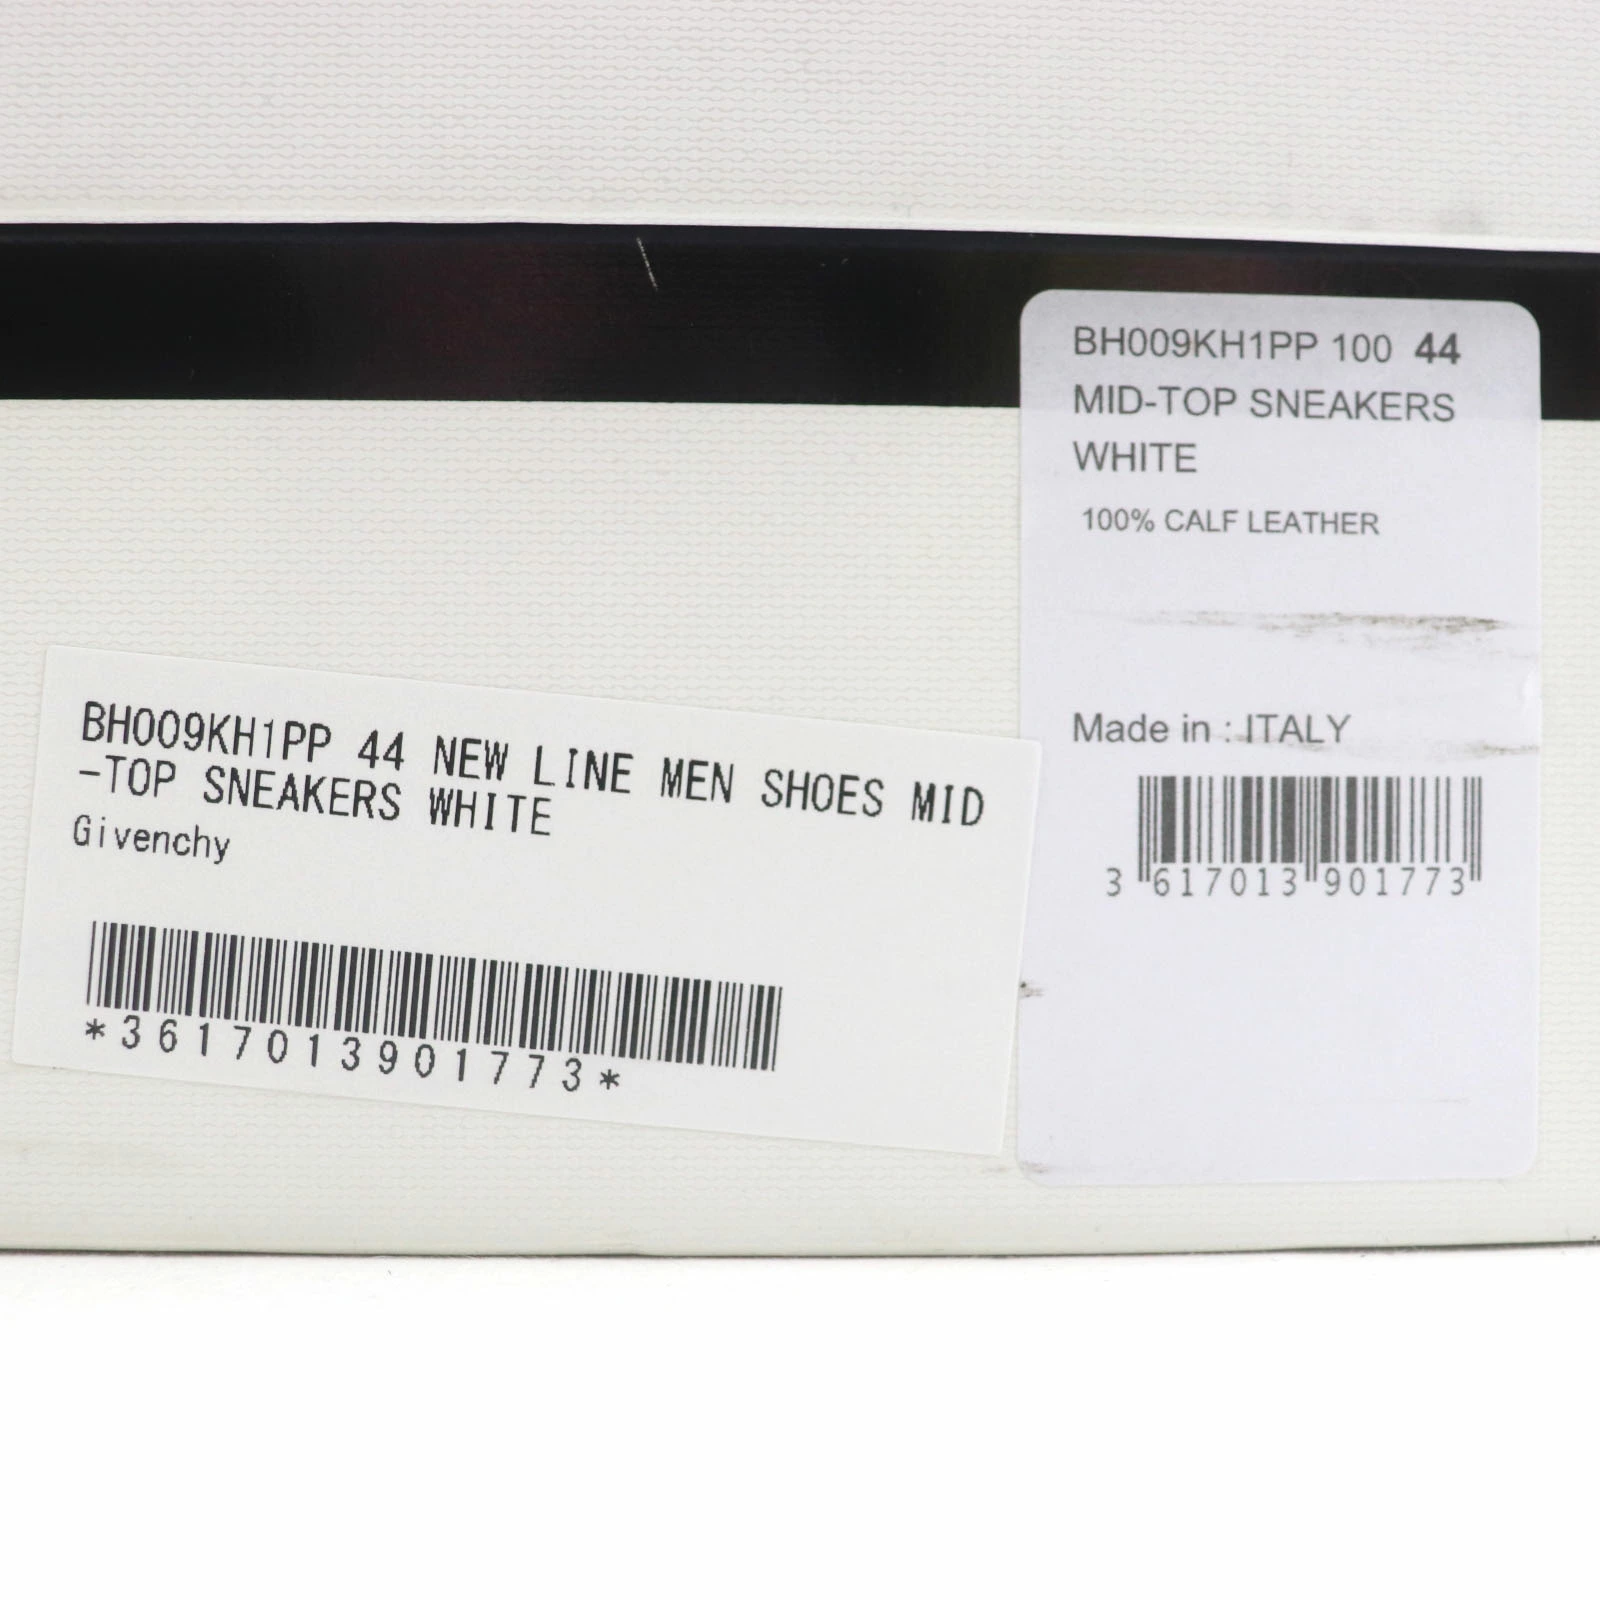 BH009KH1PP 100 44
MID-TOP SNEAKERS
WHITE
100% CALF LEATHER
Made in : ITALY
3 617013 901773
BH009KH1PP 44 NEW LINE MEN SHOES MID
-TOP SNEAKERS WHITE
Givenchy
*3617013901773*